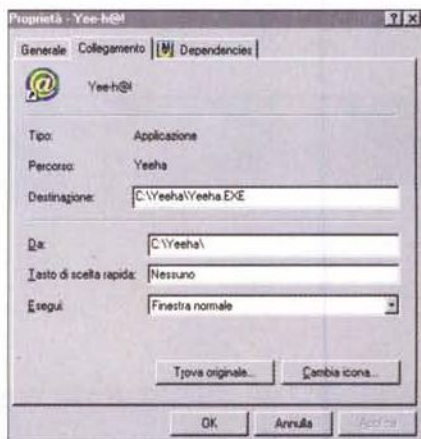 Proprietà - Yee-h@!
Generale Collegamento Dependencies
Yee-h@!
Tipo: Applicazione
Percorso: Yeeha
Destinazione: C:\Yeeha\Yeeha.EXE
Da: C:\Yeeha\
Tasto di scelta rapida: Nessuno
Esegui: Finestra normale
Trova originale... Cambia icona...
OK Annulla Applica